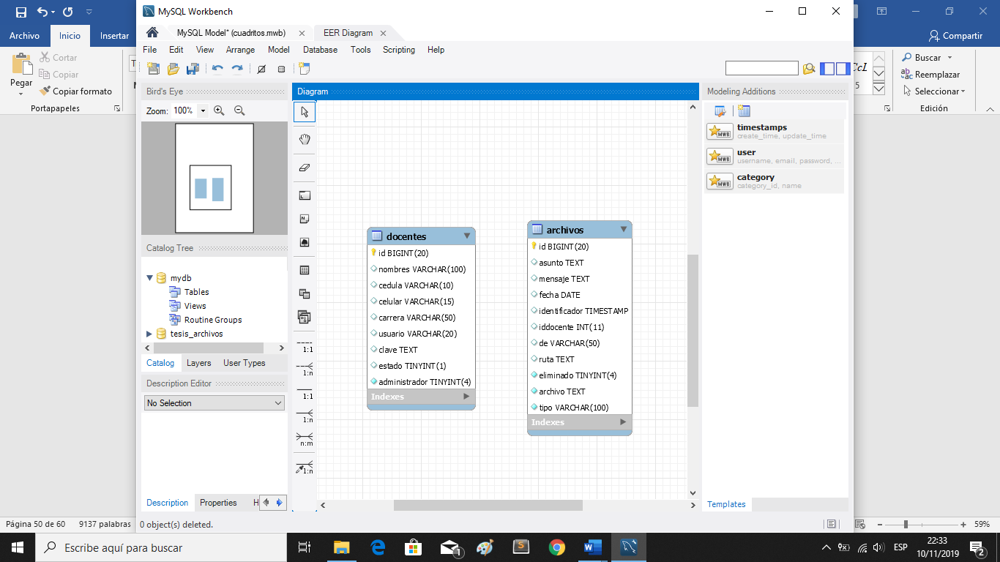 MySQL Workbench
Archivo Inicio Insertar
Compartir
MySQL Model* (cuadritos.mwb)
EER Diagram
File Edit View Arrange Model Database Tools Scripting Help
Pegar
Cortar
Copiar
Copiar formato
Portapapeles
Buscar
Reemplazar
Seleccionar
Edición
Bird's Eye
Zoom: 100%
Catalog Tree
mydb
Tables
Views
Routine Groups
tesis_archivos
Catalog Layers User Types
Description Editor
No Selection
Description Properties H
Diagram
1:1
1:n
1:1
1:n
n:m
1:n
docentes
id BIGINT(20)
nombres VARCHAR(100)
cedula VARCHAR(10)
celular VARCHAR(15)
carrera VARCHAR(50)
usuario VARCHAR(20)
clave TEXT
estado TINYINT(1)
administrador TINYINT(4)
Indexes
archivos
id BIGINT(20)
asunto TEXT
mensaje TEXT
fecha DATE
identificador TIMESTAMP
iddocente INT(11)
de VARCHAR(50)
ruta TEXT
eliminado TINYINT(4)
archivo TEXT
tipo VARCHAR(100)
Indexes
Modeling Additions
timestamps
create_time, update_time
user
username, email, password, ...
category
category_id, name
Templates
0 object(s) deleted.
Página 50 de 60 9137 palabras
59%
Escribe aquí para buscar
1
ESP
22:33
10/11/2019
2